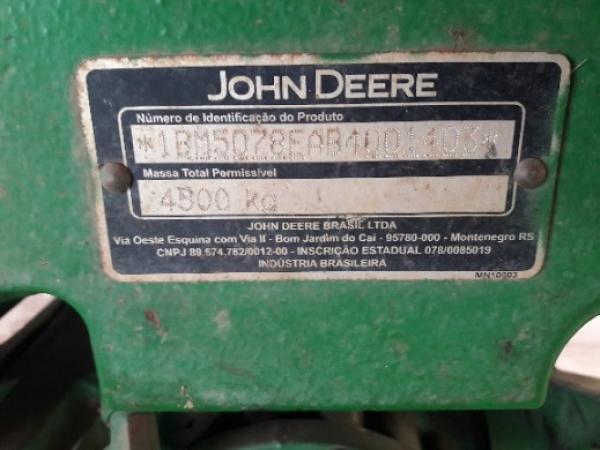 JOHN DEERE
Número de Identificação do Produto
*1BM5078EAB4001403*
Massa Total Permissível
4500 kg
JOHN DEERE BRASIL LTDA
Via Oeste Esquina com Via II - Bom Jardim do Cai - 95780-000 - Montenegro RS
CNPJ 89.674.782/0012-00 - INSCRIÇÃO ESTADUAL 078/0085019
INDÚSTRIA BRASILEIRA
MN10003